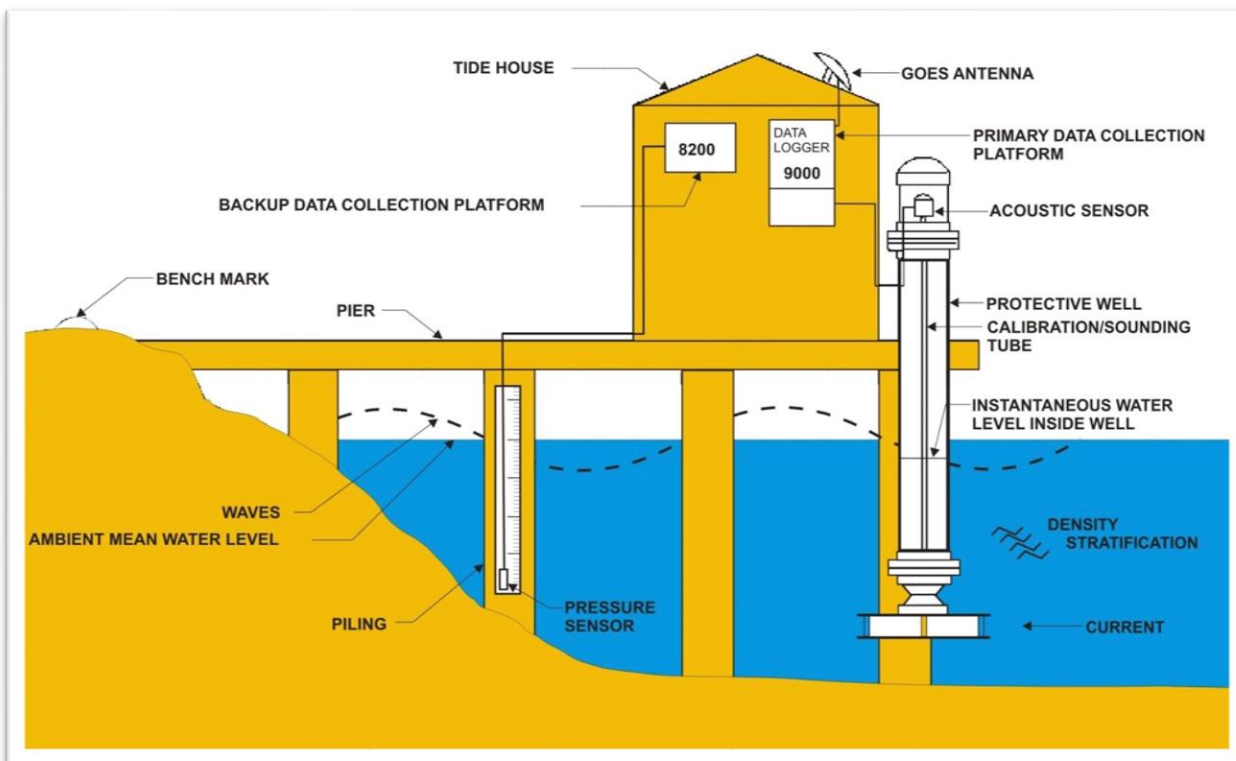 TIDE HOUSE
GOES ANTENNA
8200
DATA
LOGGER
9000
PRIMARY DATA COLLECTION
PLATFORM
BACKUP DATA COLLECTION PLATFORM
ACOUSTIC SENSOR
BENCH MARK
PIER
PROTECTIVE WELL
CALIBRATION/SOUNDING
TUBE
INSTANTANEOUS WATER
LEVEL INSIDE WELL
WAVES
AMBIENT MEAN WATER LEVEL
DENSITY
STRATIFICATION
PILING
PRESSURE
SENSOR
CURRENT